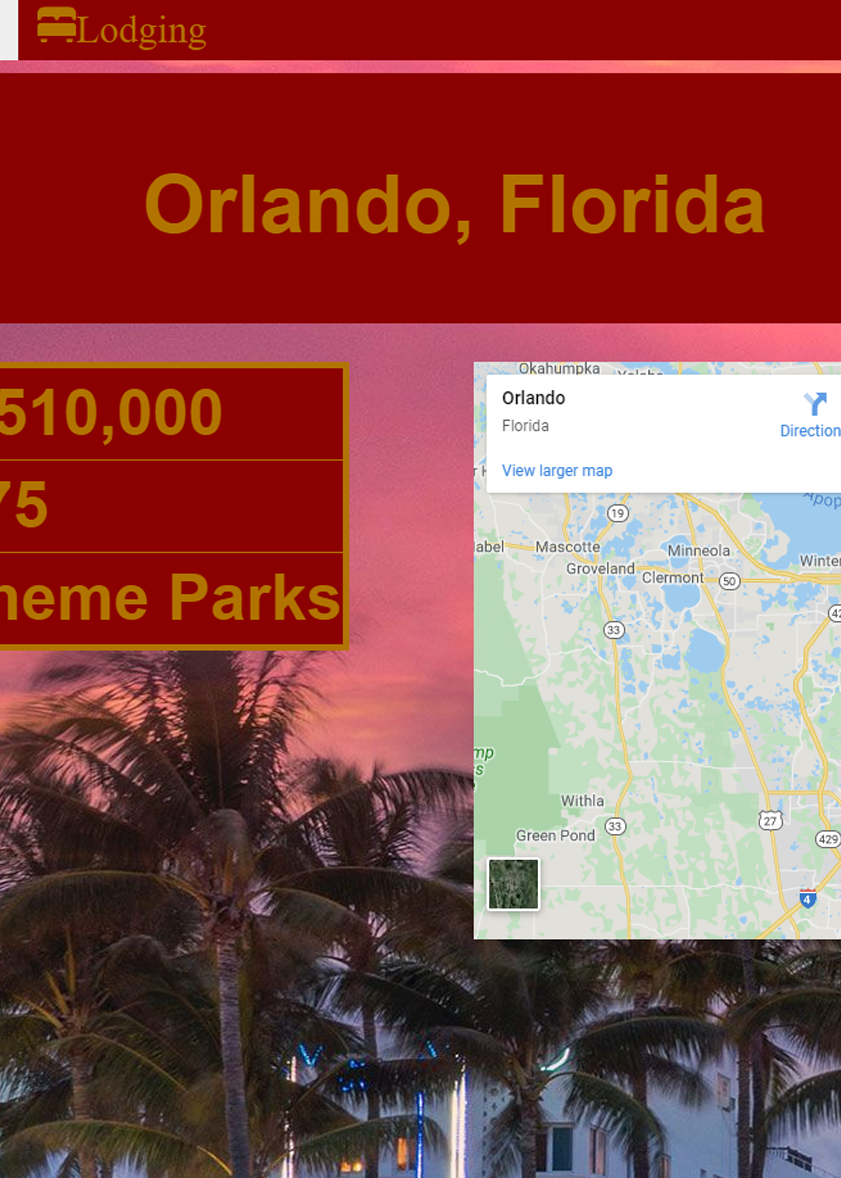 Lodging
Orlando, Florida
510,000
75
heme Parks
Okahumpka
Orlando
Florida
Direction
View larger map
19
Mascotte
Minneola
Groveland
Clermont
50
Winter
33
42
Withla
Green Pond
33
27
429
4